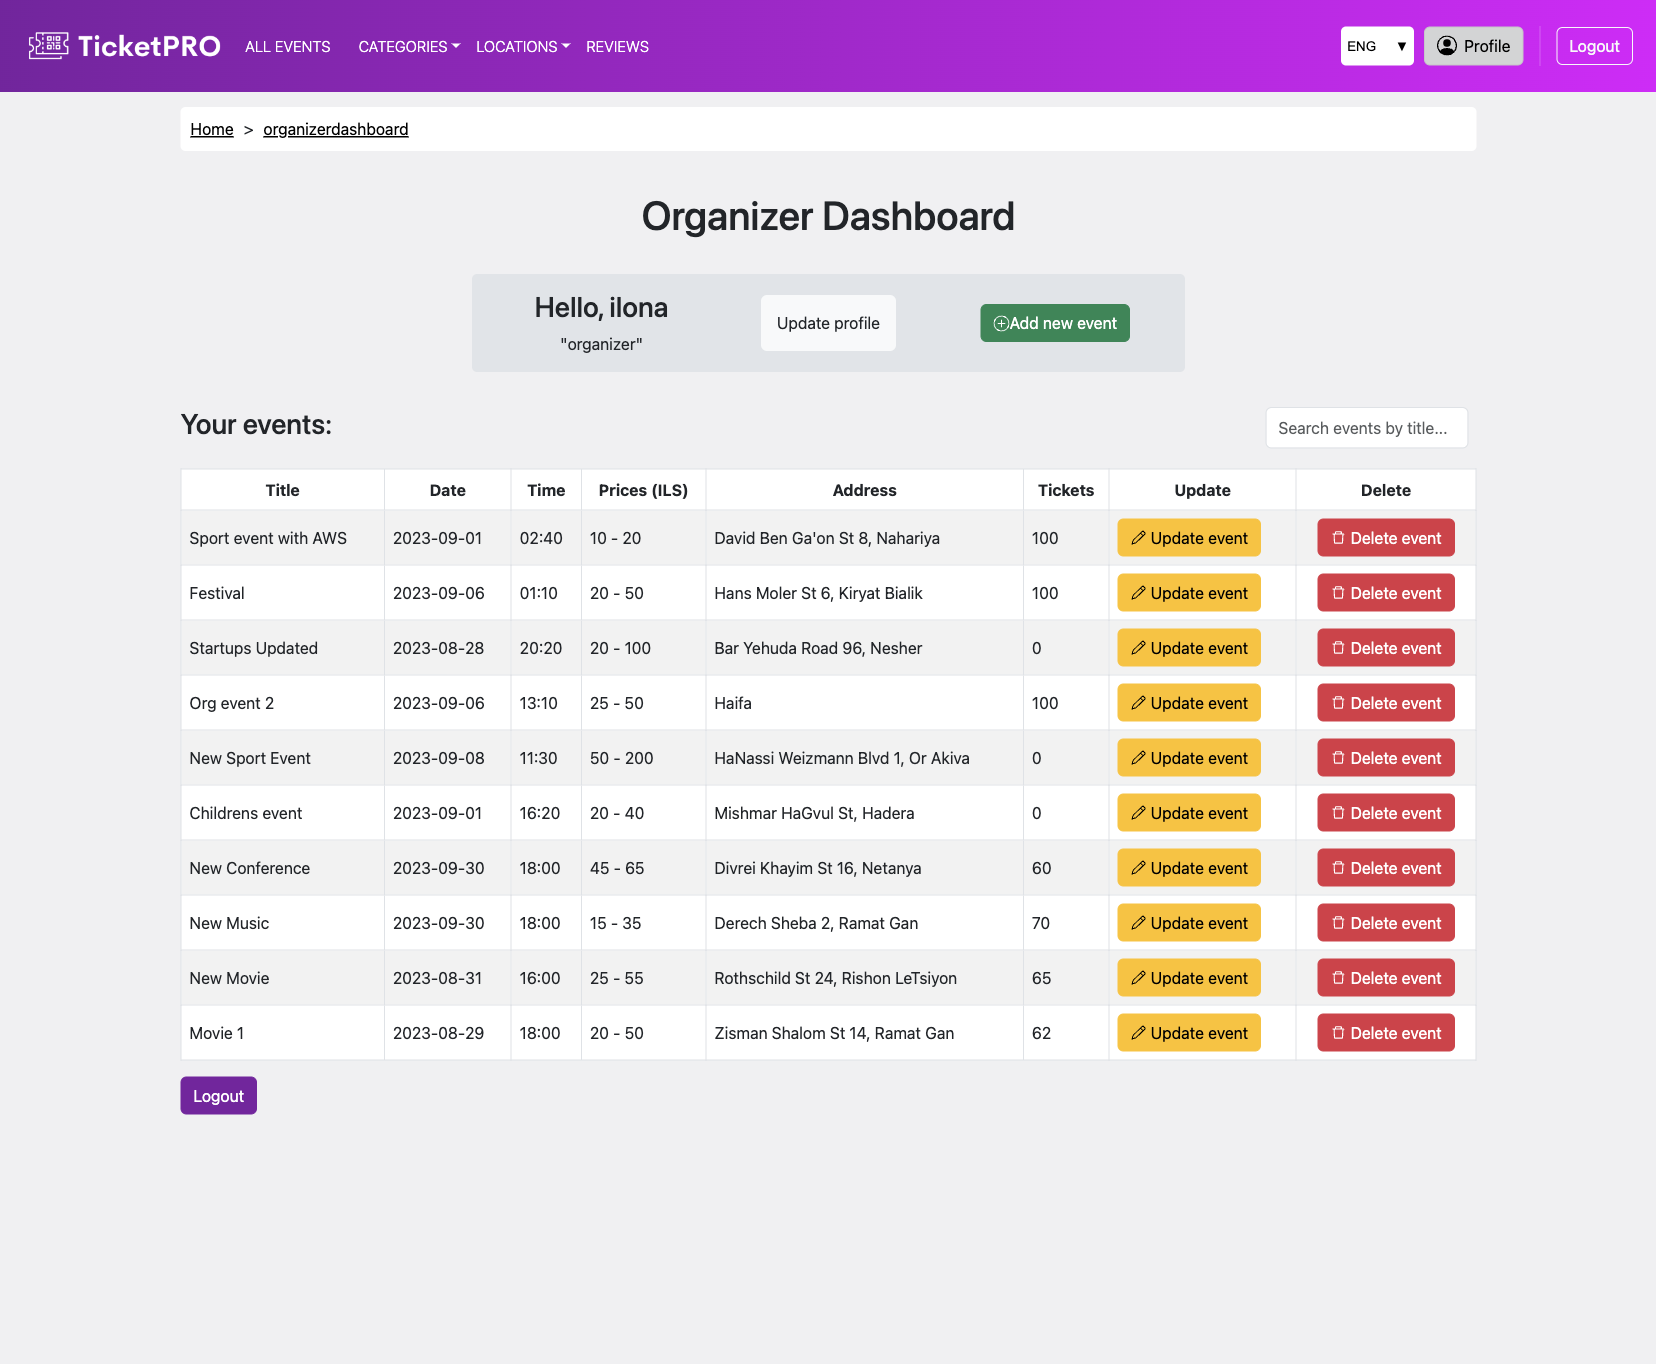 TicketPRO ALL EVENTS CATEGORIES LOCATIONS REVIEWS ENG Profile Logout
Home > organizerdashboard
Organizer Dashboard
Hello, ilona
"organizer"
Update profile
Add new event
Your events:
Search events by title...
Title Date Time Prices (ILS) Address Tickets Update Delete
Sport event with AWS 2023-09-01 02:40 10 - 20 David Ben Ga'on St 8, Nahariya 100 Update event Delete event
Festival 2023-09-06 01:10 20 - 50 Hans Moler St 6, Kiryat Bialik 100 Update event Delete event
Startups Updated 2023-08-28 20:20 20 - 100 Bar Yehuda Road 96, Nesher 0 Update event Delete event
Org event 2 2023-09-06 13:10 25 - 50 Haifa 100 Update event Delete event
New Sport Event 2023-09-08 11:30 50 - 200 HaNassi Weizmann Blvd 1, Or Akiva 0 Update event Delete event
Childrens event 2023-09-01 16:20 20 - 40 Mishmar HaGvul St, Hadera 0 Update event Delete event
New Conference 2023-09-30 18:00 45 - 65 Divrei Khayim St 16, Netanya 60 Update event Delete event
New Music 2023-09-30 18:00 15 - 35 Derech Sheba 2, Ramat Gan 70 Update event Delete event
New Movie 2023-08-31 16:00 25 - 55 Rothschild St 24, Rishon LeTsiyon 65 Update event Delete event
Movie 1 2023-08-29 18:00 20 - 50 Zisman Shalom St 14, Ramat Gan 62 Update event Delete event
Logout